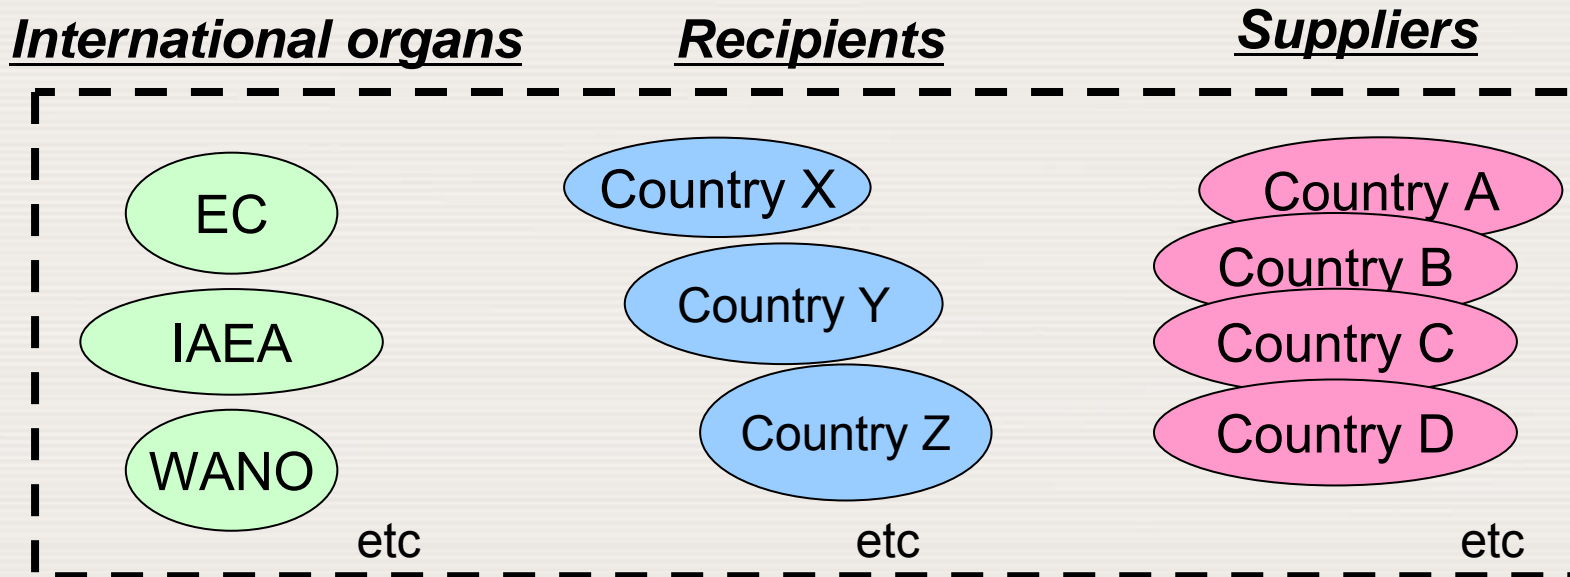 International organs
Recipients
Suppliers
EC
IAEA
WANO
etc
Country X
Country Y
Country Z
etc
Country A
Country B
Country C
Country D
etc